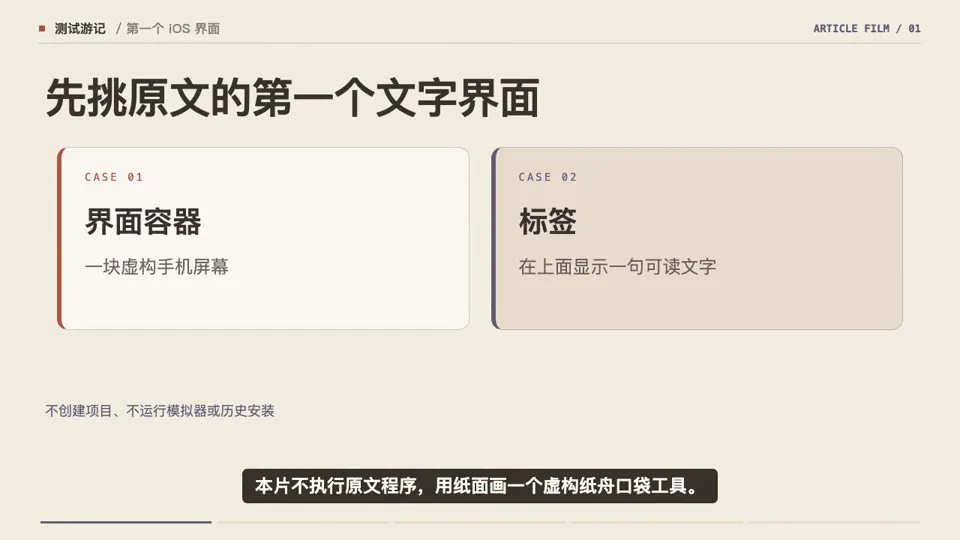 测试游记 / 第一个 iOS 界面
ARTICLE FILM / 01
先挑原文的第一个文字界面
CASE 01
界面容器
一块虚构手机屏幕
CASE 02
标签
在上面显示一句可读文字
不创建项目、不运行模拟器或历史安装
本片不执行原文程序，用纸面画一个虚构纸舟口袋工具。